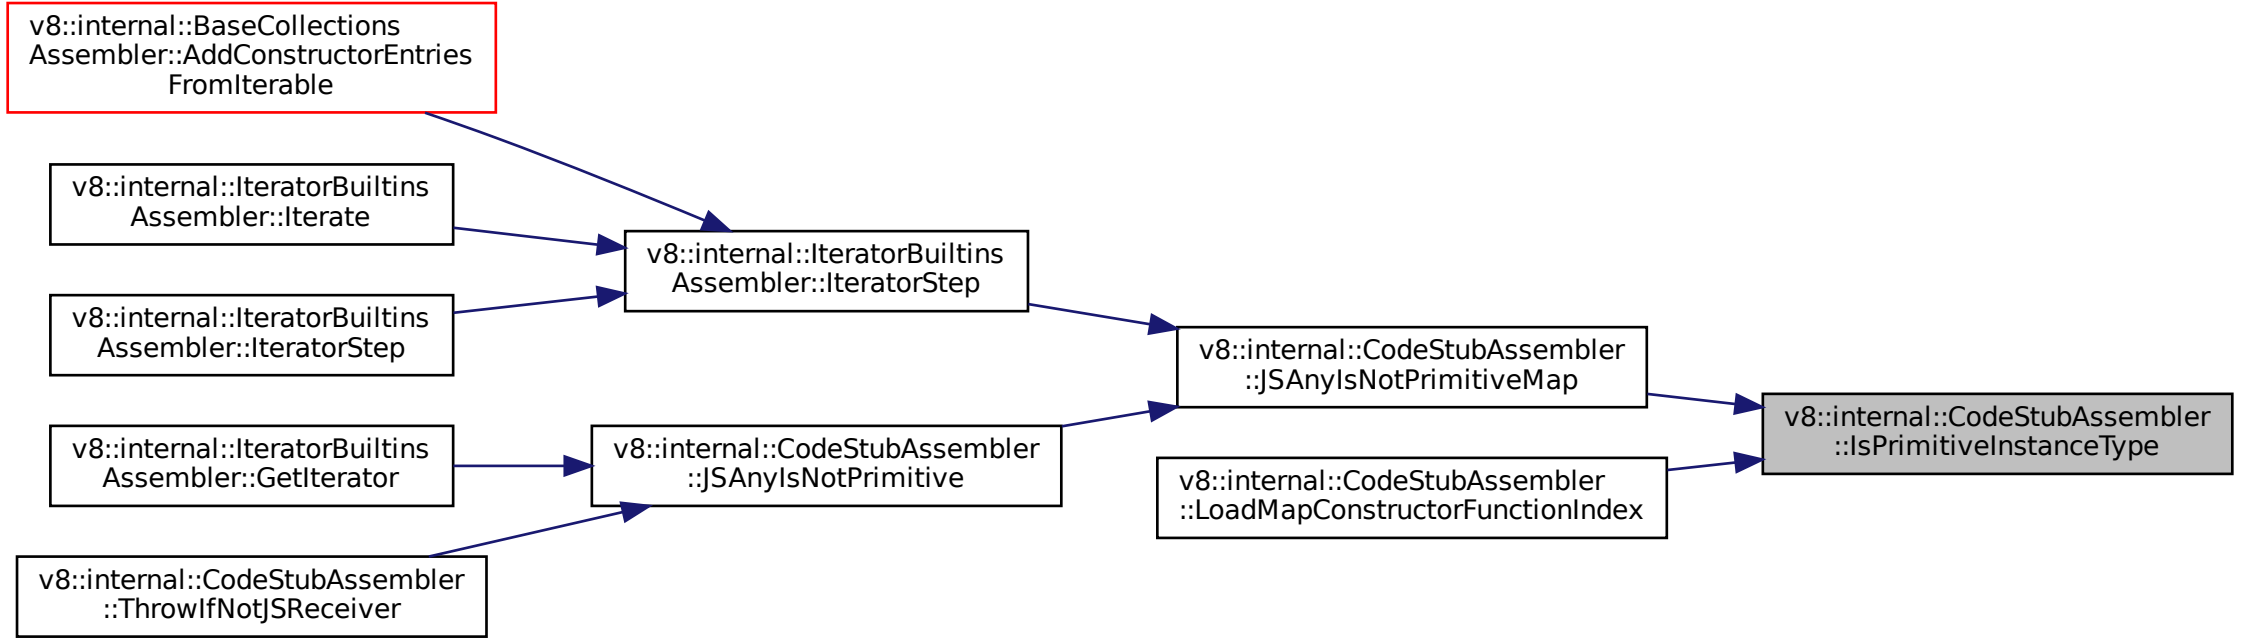 v8::internal::BaseCollections
Assembler::AddConstructorEntries
FromIterable
v8::internal::IteratorBuiltins
Assembler::Iterate
v8::internal::IteratorBuiltins
Assembler::IteratorStep
v8::internal::IteratorBuiltins
Assembler::GetIterator
v8::internal::CodeStubAssembler
::ThrowIfNotJSReceiver
v8::internal::IteratorBuiltins
Assembler::IteratorStep
v8::internal::CodeStubAssembler
::JSAnyIsNotPrimitive
v8::internal::CodeStubAssembler
::JSAnyIsNotPrimitiveMap
v8::internal::CodeStubAssembler
::LoadMapConstructorFunctionIndex
v8::internal::CodeStubAssembler
::IsPrimitiveInstanceType